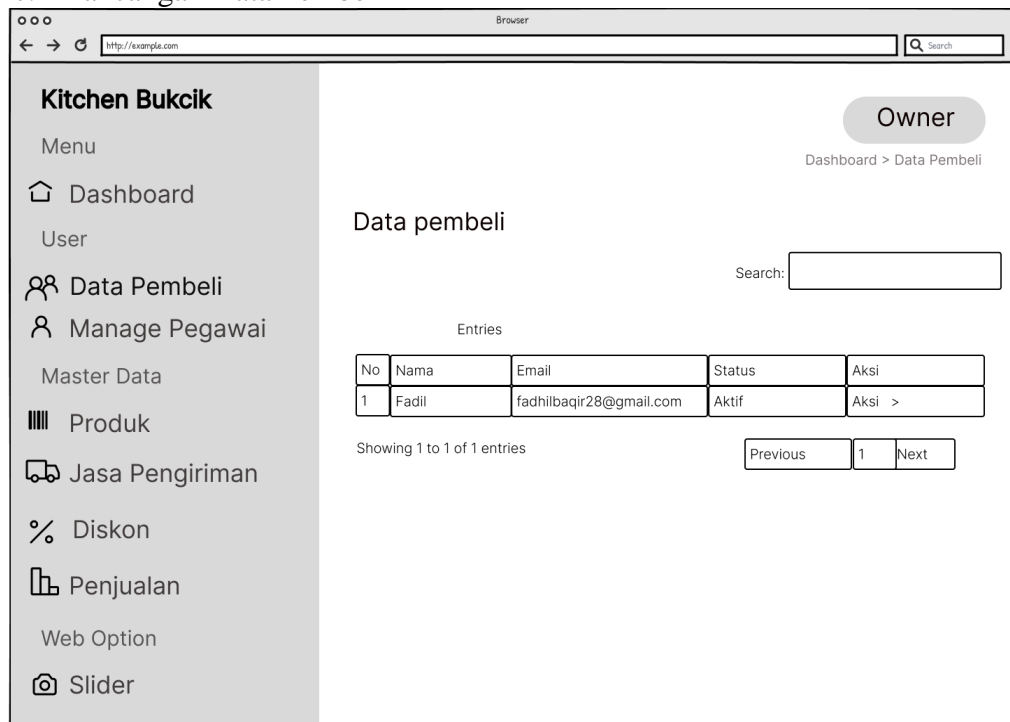 Browser
http://example.com
Search
Kitchen Bukcik
Menu
Dashboard
User
Data Pembeli
Manage Pegawai
Master Data
Produk
Jasa Pengiriman
Diskon
Penjualan
Web Option
Slider
Owner
Dashboard > Data Pembeli
Data pembeli
Search:
Entries
No Nama Email Status Aksi
1 Fadil fadhilbaqir28@gmail.com Aktif Aksi >
Showing 1 to 1 of 1 entries
Previous 1 Next